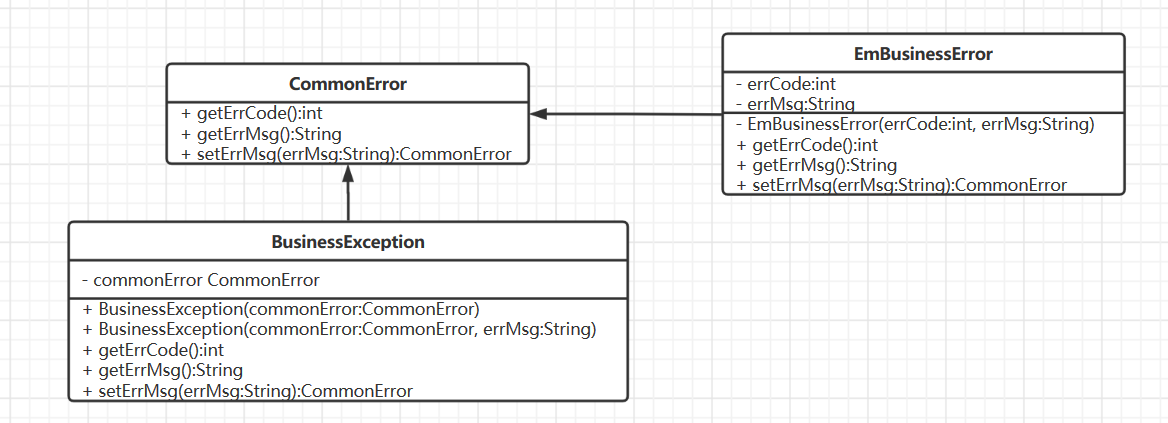 CommonError
+ getErrCode():int
+ getErrMsg():String
+ setErrMsg(errMsg:String):CommonError
EmBusinessError
- errCode:int
- errMsg:String
- EmBusinessError(errCode:int, errMsg:String)
+ getErrCode():int
+ getErrMsg():String
+ setErrMsg(errMsg:String):CommonError
BusinessException
- commonError CommonError
+ BusinessException(commonError:CommonError)
+ BusinessException(commonError:CommonError, errMsg:String)
+ getErrCode():int
+ getErrMsg():String
+ setErrMsg(errMsg:String):CommonError